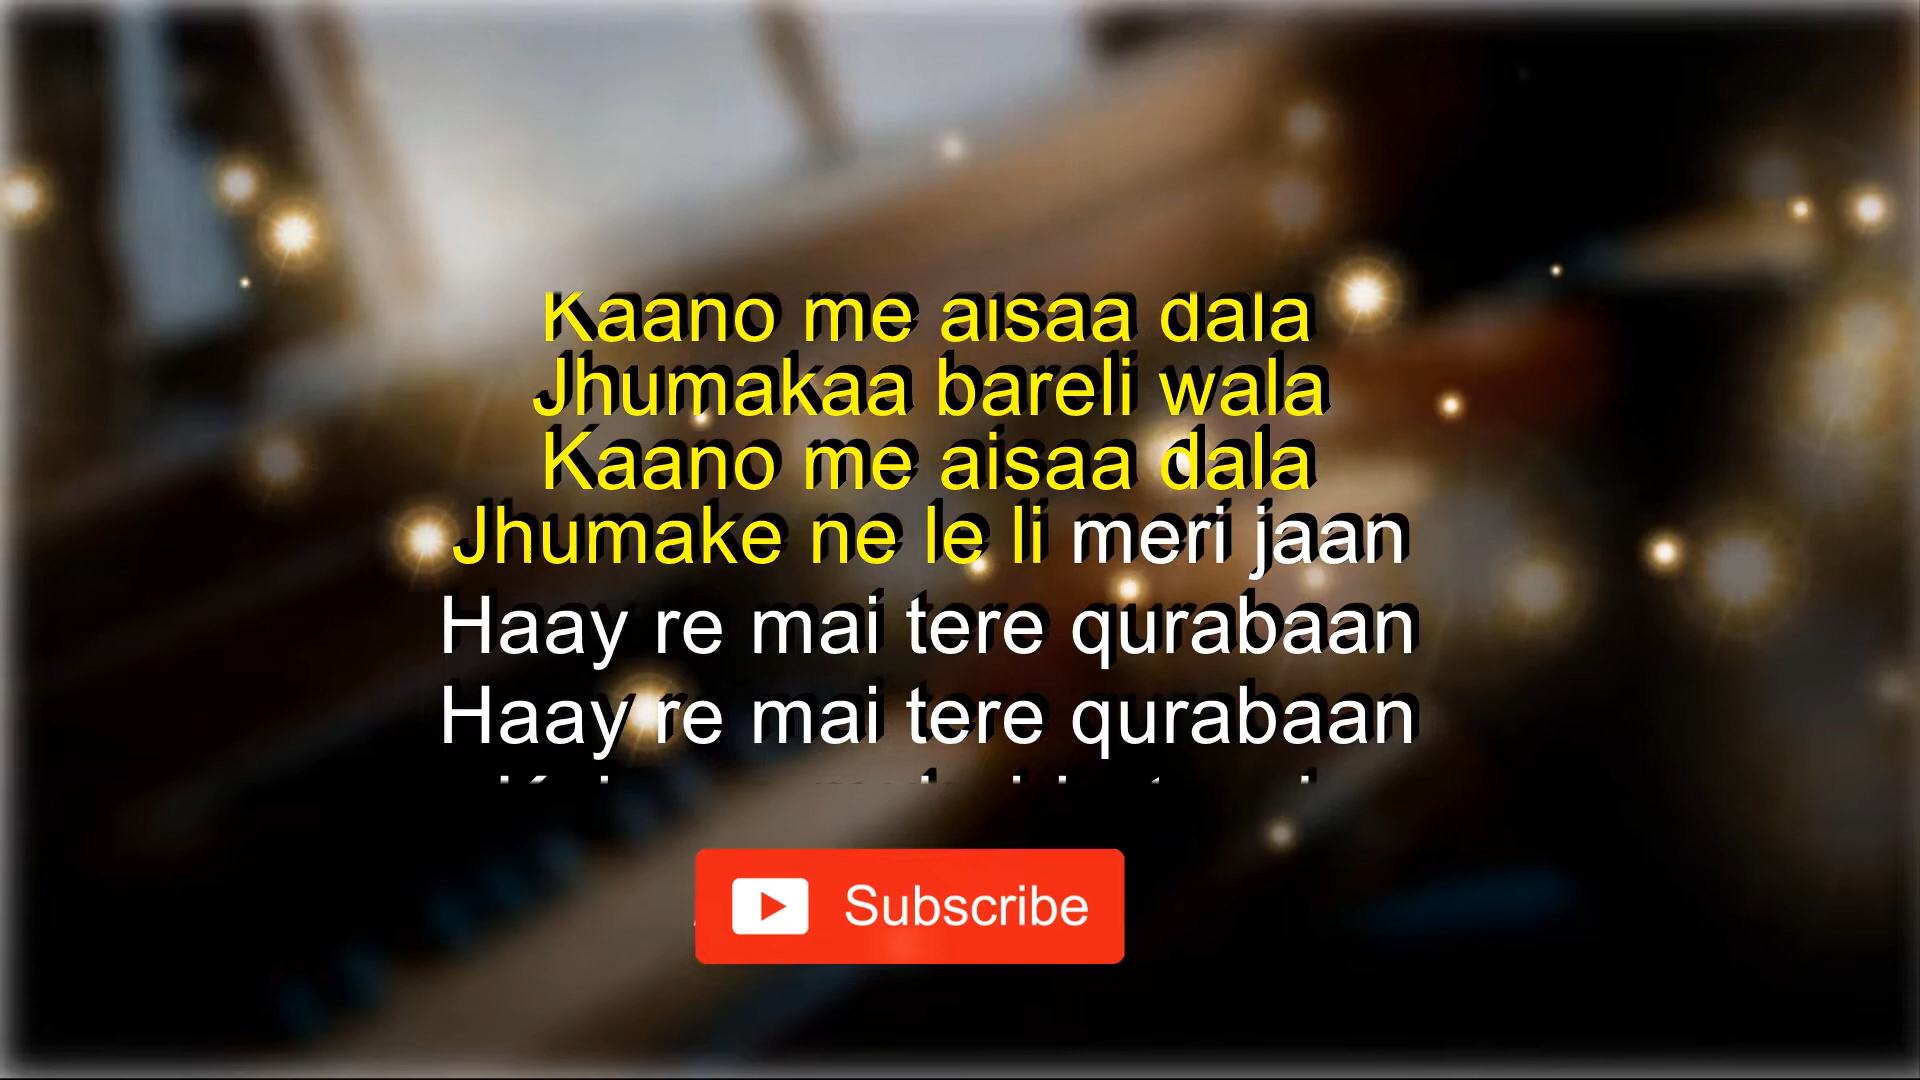 Kaano me aisaa dala
Jhumakaa bareli wala
Kaano me aisaa dala
Jhumake ne le li meri jaan
Haay re mai tere qurabaan
Haay re mai tere qurabaan
Subscribe